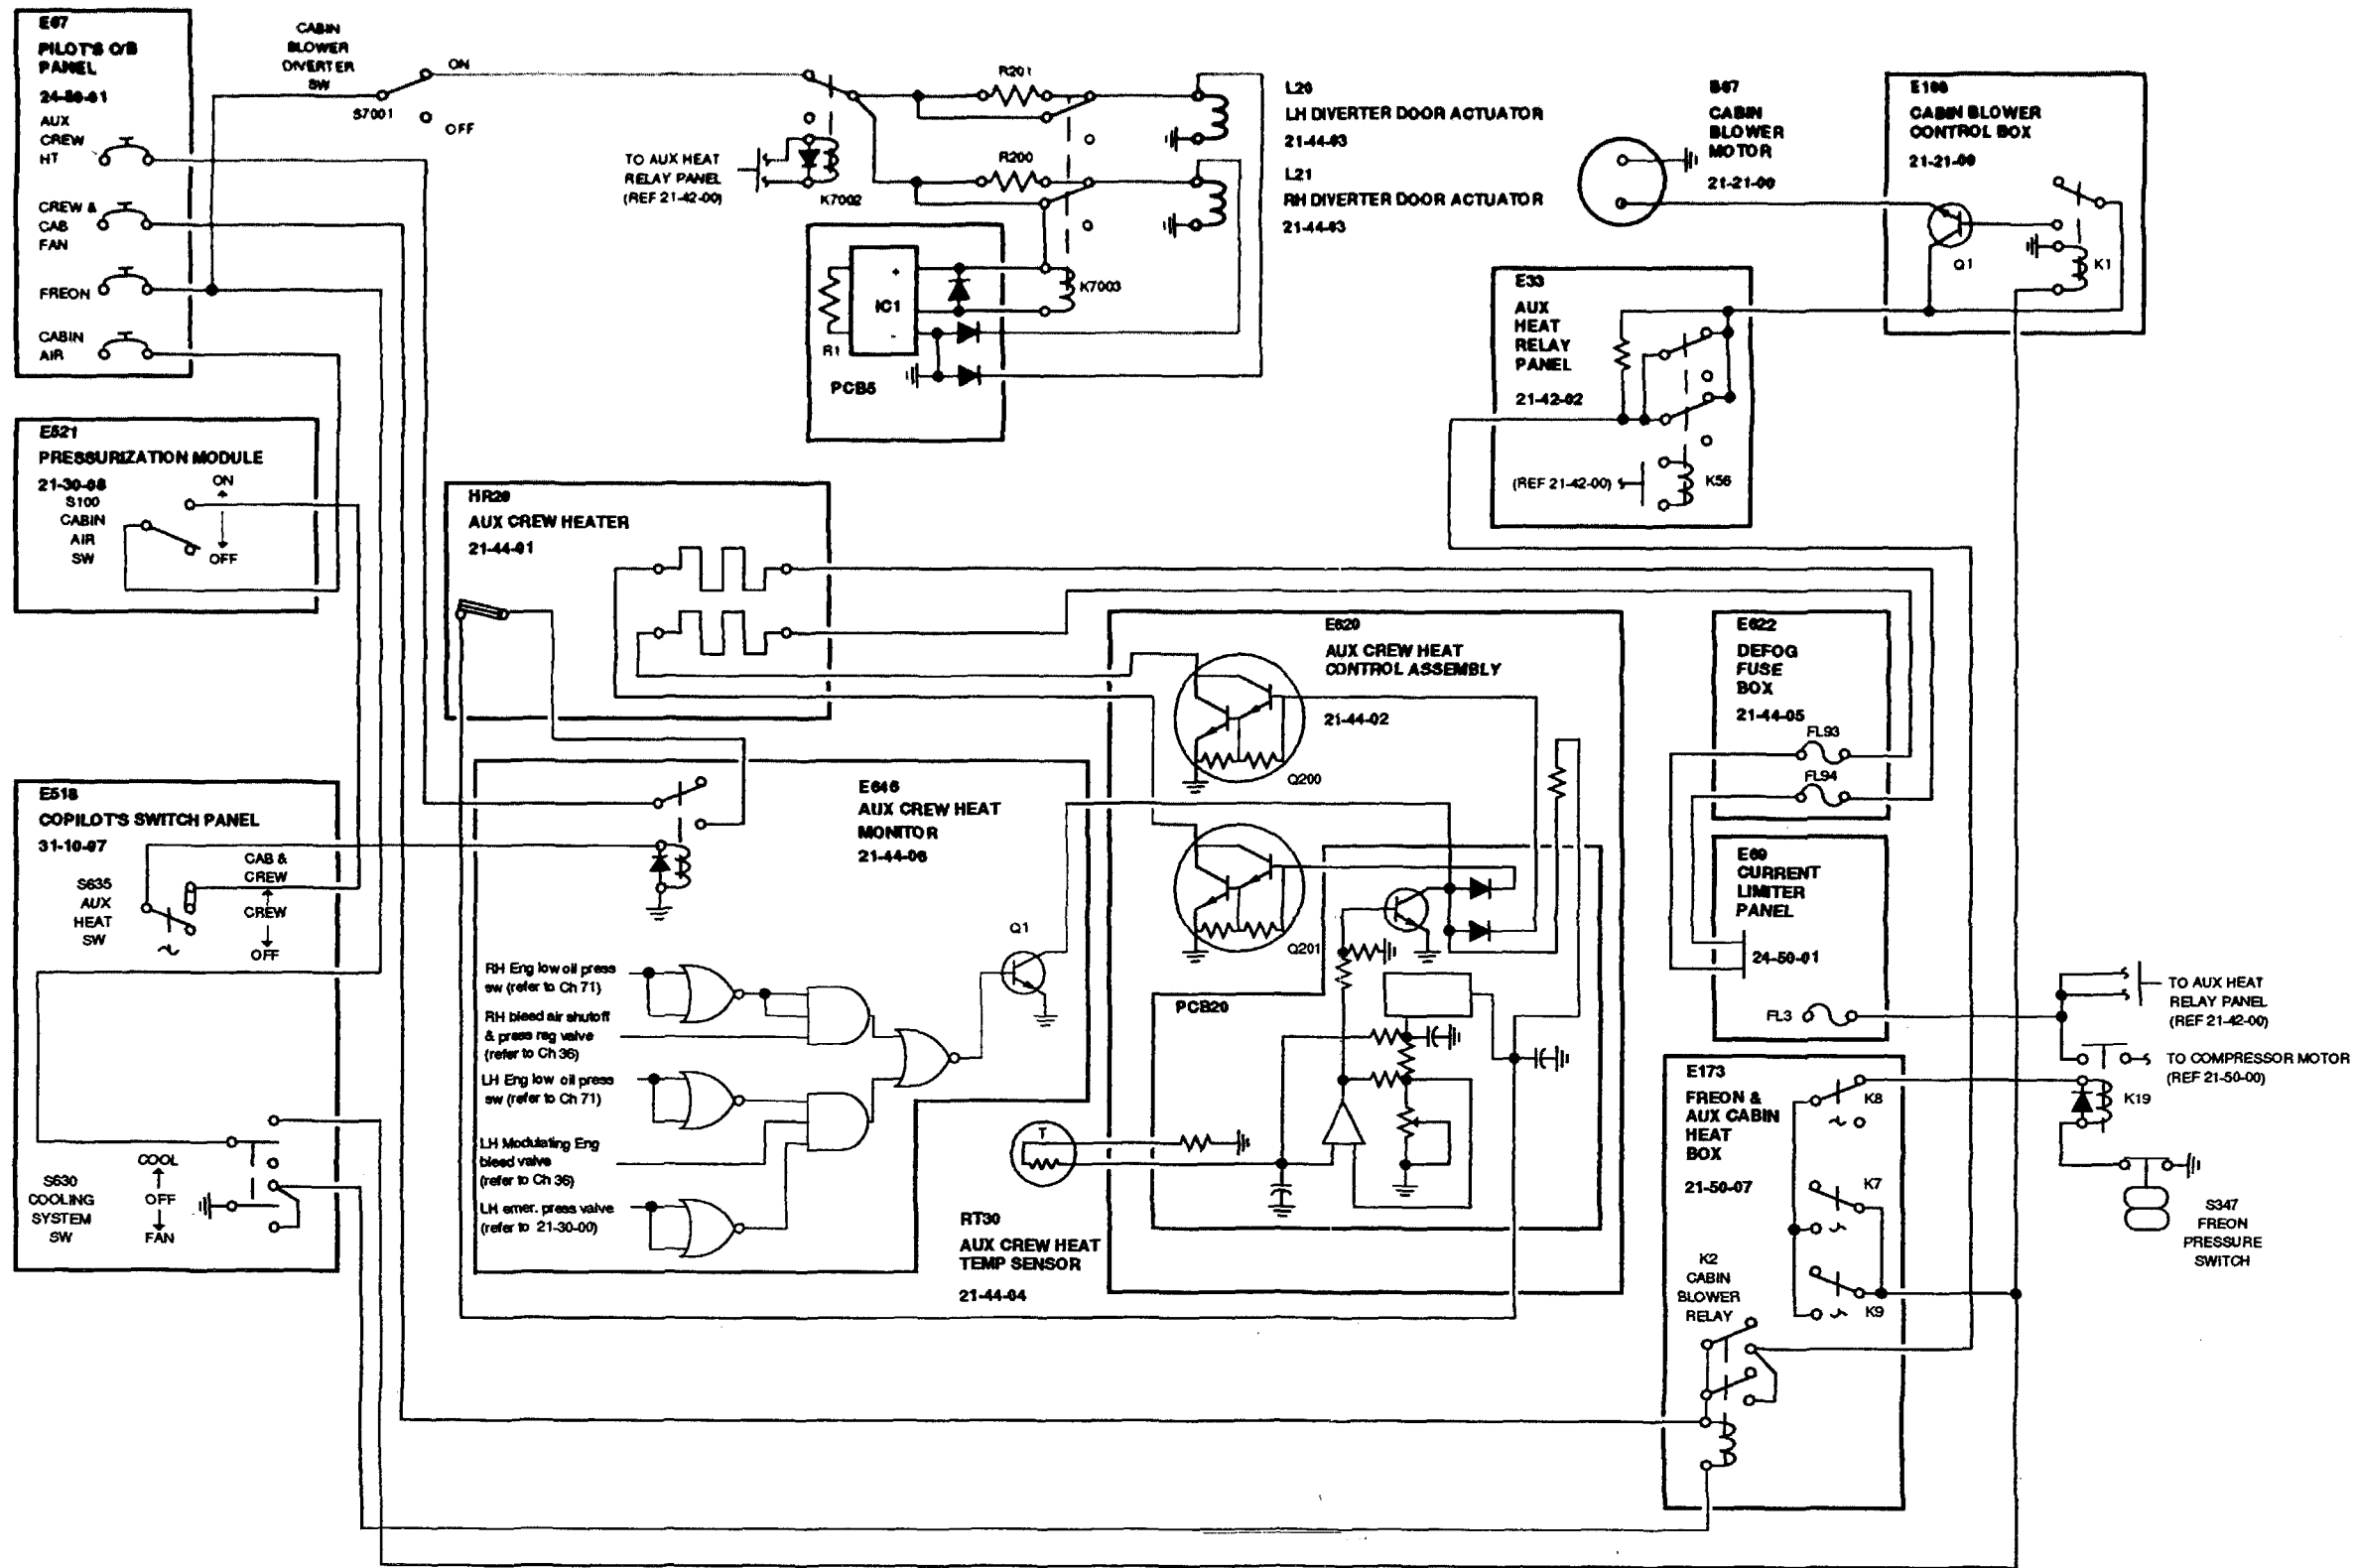 E67
PILOT'S C/B
PANEL
24-50-01
AUX
CREW
HT
CREW &
CAB
FAN
FREON
CABIN
AIR
CABIN
BLOWER
DIVERTER
SW
S7001
ON
OFF
TO AUX HEAT
RELAY PANEL
(REF 21-42-00)
K7002
R201
R200
K7003
IC1
+
-
R1
PCB5
L20
LH DIVERTER DOOR ACTUATOR
21-44-03
L21
RH DIVERTER DOOR ACTUATOR
21-44-03
B87
CABIN
BLOWER
MOTOR
21-21-00
E108
CABIN BLOWER
CONTROL BOX
21-21-00
Q1
K1
E33
AUX
HEAT
RELAY
PANEL
21-42-02
(REF 21-42-00)
K56
E521
PRESSURIZATION MODULE
21-30-08
S100
CABIN
AIR
SW
ON
OFF
HR20
AUX CREW HEATER
21-44-01
E620
AUX CREW HEAT
CONTROL ASSEMBLY
21-44-02
Q200
Q201
PCB20
E622
DEFOG
FUSE
BOX
21-44-05
FL93
FL94
E69
CURRENT
LIMITER
PANEL
24-50-01
FL3
E518
COPILOT'S SWITCH PANEL
31-10-07
S635
AUX
HEAT
SW
CAB &
CREW
CREW
OFF
S630
COOLING
SYSTEM
SW
COOL
OFF
FAN
E646
AUX CREW HEAT
MONITOR
21-44-06
Q1
RH Eng low oil press
sw (refer to Ch 71)
RH bleed air shutoff
& press reg valve
(refer to Ch 36)
LH Eng low oil press
sw (refer to Ch 71)
LH Modulating Eng
bleed valve
(refer to Ch 36)
LH emer. press valve
(refer to 21-30-00)
T
RT30
AUX CREW HEAT
TEMP SENSOR
21-44-04
TO AUX HEAT
RELAY PANEL
(REF 21-42-00)
TO COMPRESSOR MOTOR
(REF 21-50-00)
K19
S347
FREON
PRESSURE
SWITCH
E173
FREON &
AUX CABIN
HEAT
BOX
21-50-07
K8
K7
K9
K2
CABIN
BLOWER
RELAY